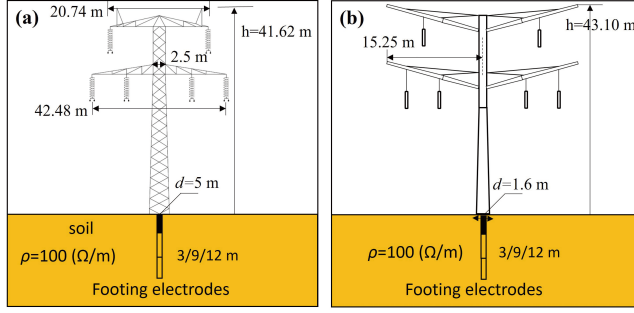 (a)
20.74 m
h=41.62 m
2.5 m
42.48 m
d=5 m
soil
ρ=100 (Ω/m)
3/9/12 m
Footing electrodes
(b)
h=43.10 m
15.25 m
d=1.6 m
ρ=100 (Ω/m)
3/9/12 m
Footing electrodes